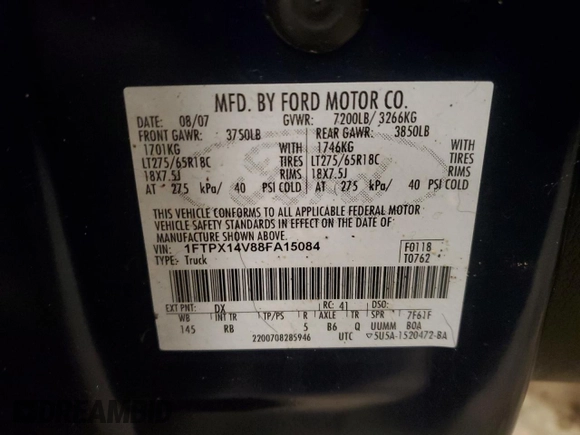 MFD. BY FORD MOTOR CO.
DATE: 08/07 GVWR: 7200LB/ 3266KG
FRONT GAWR: 3750LB REAR GAWR: 3850LB
1701KG WITH 1746KG WITH
LT275/65R18C TIRES LT275/65R18C TIRES
18X7.5J RIMS 18X7.5J RIMS
AT 275 kPa/ 40 PSI COLD AT 275 kPa/ 40 PSI COLD
THIS VEHICLE CONFORMS TO ALL APPLICABLE FEDERAL MOTOR
VEHICLE SAFETY STANDARDS IN EFFECT ON THE DATE OF
MANUFACTURE SHOWN ABOVE.
VIN: 1FTPX14V88FA15084 F0118
TYPE: Truck T0762
EXT PNT: DX RC: 41 DSO:
WB INT TR TP/PS R AXLE TR SPR 7F61F
145 RB 5 B6 Q UUMM B0A
2200708285946 UTC 5U5A-1520472-BA
DREAMBID